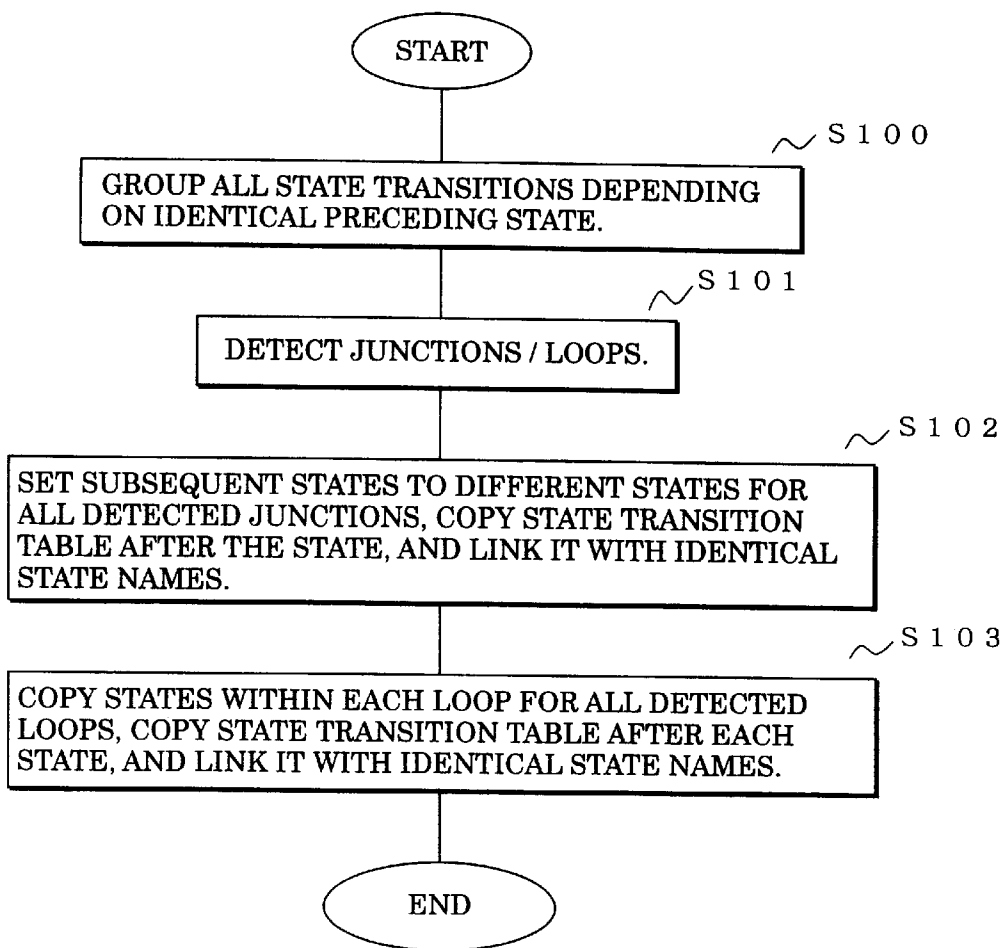 START
S100
GROUP ALL STATE TRANSITIONS DEPENDING
ON IDENTICAL PRECEDING STATE.
S101
DETECT JUNCTIONS / LOOPS.
S102
SET SUBSEQUENT STATES TO DIFFERENT STATES FOR
ALL DETECTED JUNCTIONS, COPY STATE TRANSITION
TABLE AFTER THE STATE, AND LINK IT WITH IDENTICAL
STATE NAMES.
S103
COPY STATES WITHIN EACH LOOP FOR ALL DETECTED
LOOPS, COPY STATE TRANSITION TABLE AFTER EACH
STATE, AND LINK IT WITH IDENTICAL STATE NAMES.
END